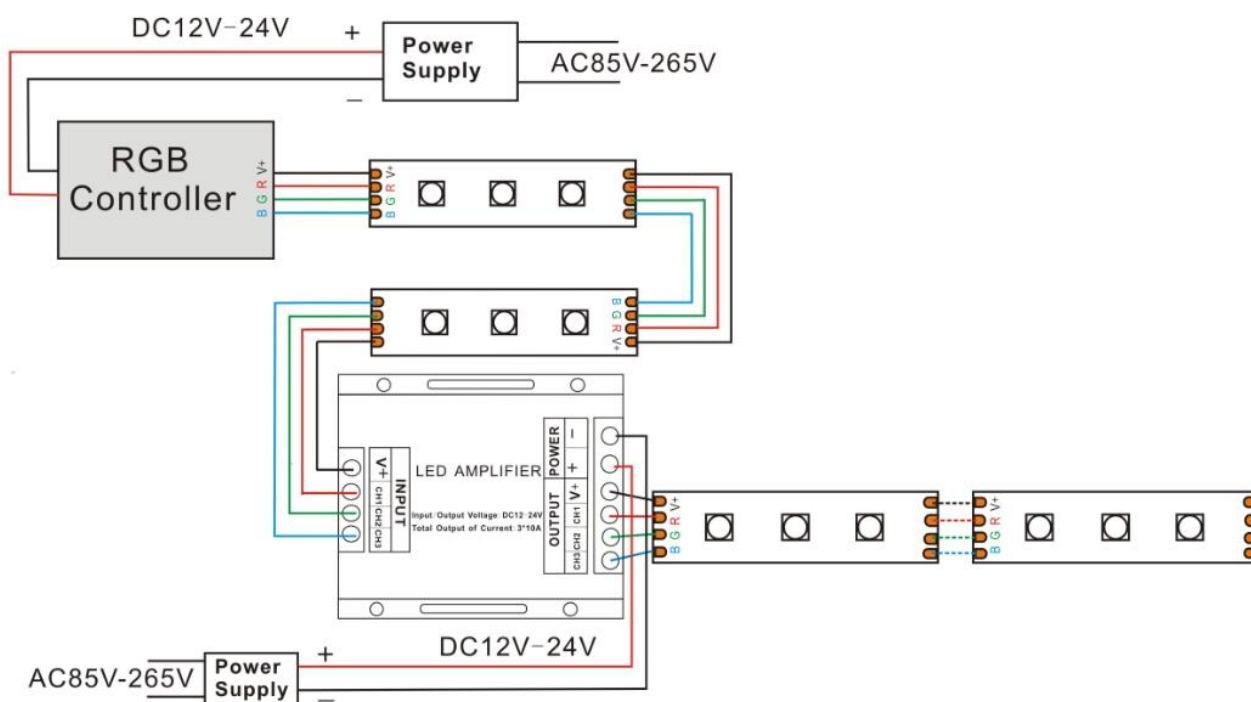 DC12V-24V
+
Power
Supply
AC85V-265V
−
RGB
Controller
V+
R
G
B
V+
R
G
B
B
G
R
V+
LED AMPLIFIER
Input/Output Voltage: DC12-24V
Total Output of Current: 3*10A
INPUT
V+
CH1
CH2
CH3
POWER
−
+
OUTPUT
V+
CH1
CH2
CH3
V+
R
G
B
V+
R
G
B
DC12V-24V
AC85V-265V
Power
Supply
+
−